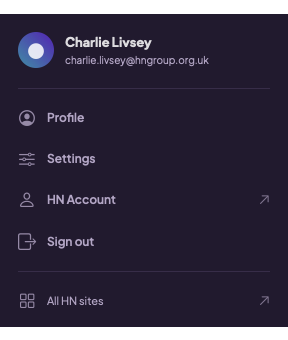 Charlie Livsey
charlie.livsey@hngroup.org.uk
Profile
Settings
HN Account
Sign out
All HN sites